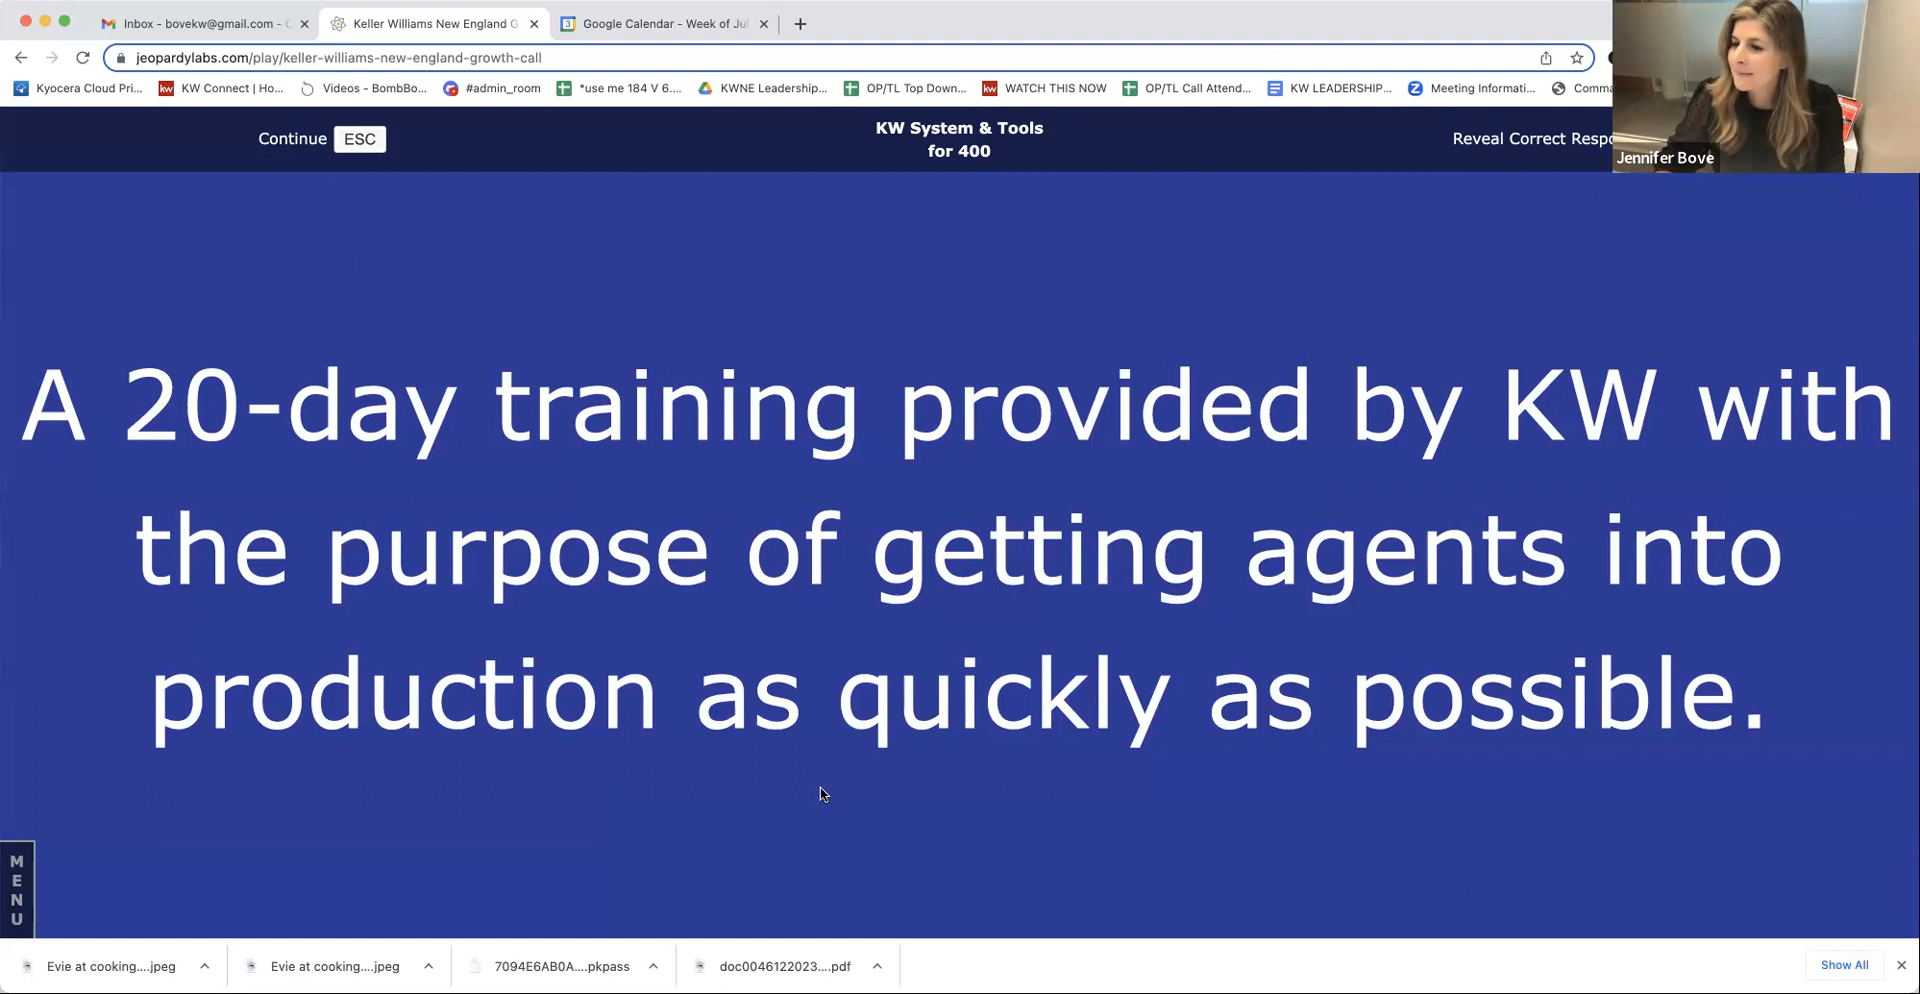 Inbox - bovekw@gmail.com -
Keller Williams New England G
Google Calendar - Week of Jul
jeopardylabs.com/play/keller-williams-new-england-growth-call
Kyocera Cloud Pri...
KW Connect | Ho...
Videos - BombBo...
#admin_room
*use me 184 V 6....
KWNE Leadership...
OP/TL Top Down...
WATCH THIS NOW
OP/TL Call Attend...
KW LEADERSHIP...
Meeting Informati...
Comma
Continue ESC
KW System & Tools
for 400
Reveal Correct Respo
Jennifer Bove
A 20-day training provided by KW with
the purpose of getting agents into
production as quickly as possible.
MENU
Evie at cooking....jpeg
Evie at cooking....jpeg
7094E6AB0A....pkpass
doc0046122023....pdf
Show All